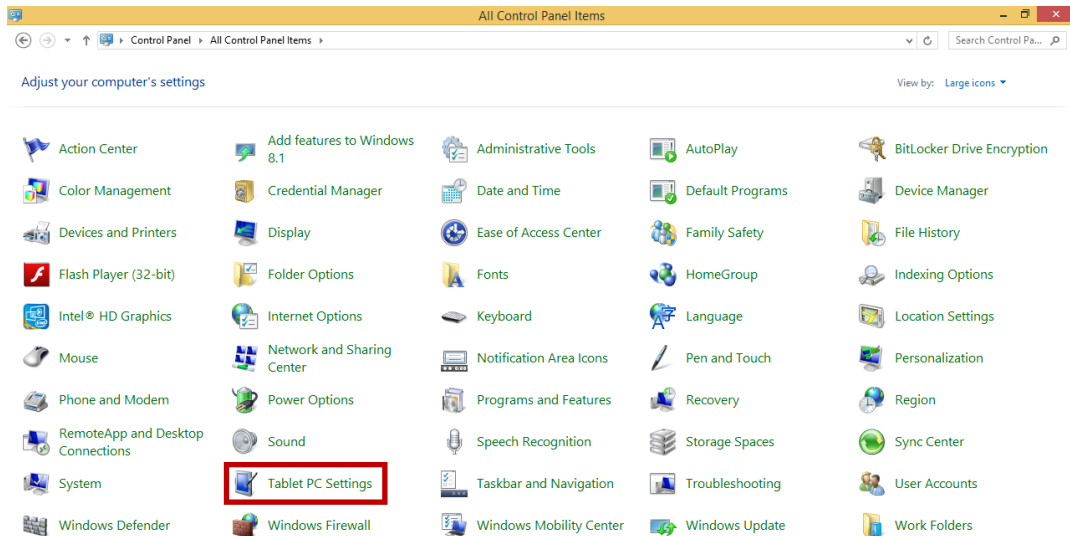 All Control Panel Items
Control Panel All Control Panel Items
Search Control Pa...
Adjust your computer's settings
View by: Large icons
Action Center
Add features to Windows
8.1
Administrative Tools
AutoPlay
BitLocker Drive Encryption
Color Management
Credential Manager
Date and Time
Default Programs
Device Manager
Devices and Printers
Display
Ease of Access Center
Family Safety
File History
Flash Player (32-bit)
Folder Options
Fonts
HomeGroup
Indexing Options
Intel® HD Graphics
Internet Options
Keyboard
Language
Location Settings
Mouse
Network and Sharing
Center
Notification Area Icons
Pen and Touch
Personalization
Phone and Modem
Power Options
Programs and Features
Recovery
Region
RemoteApp and Desktop
Connections
Sound
Speech Recognition
Storage Spaces
Sync Center
System
Tablet PC Settings
Taskbar and Navigation
Troubleshooting
User Accounts
Windows Defender
Windows Firewall
Windows Mobility Center
Windows Update
Work Folders